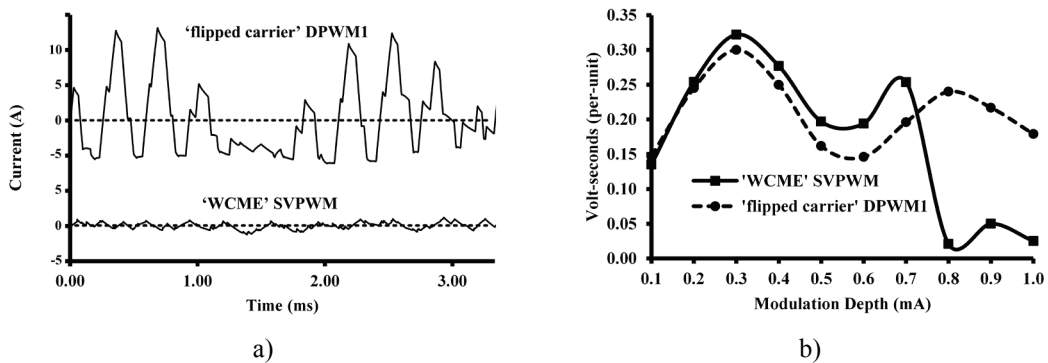 'flipped carrier' DPWM1
10
5
0
-5
Current (A)
'WCME' SVPWM
0
-5
0.00
1.00
2.00
3.00
Time (ms)
a)
0.35
0.30
0.25
0.20
0.15
0.10
0.05
0.00
Volt-seconds (per-unit)
'WCME' SVPWM
'flipped carrier' DPWM1
0.1
0.2
0.3
0.4
0.5
0.6
0.7
0.8
0.9
1.0
Modulation Depth (mA)
b)